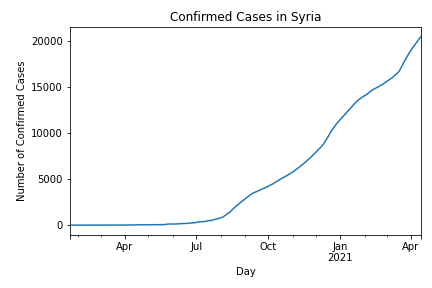 Confirmed Cases in Syria
Number of Confirmed Cases
20000
15000
10000
5000
0
Apr
Jul
Oct
Jan
2021
Apr
Day